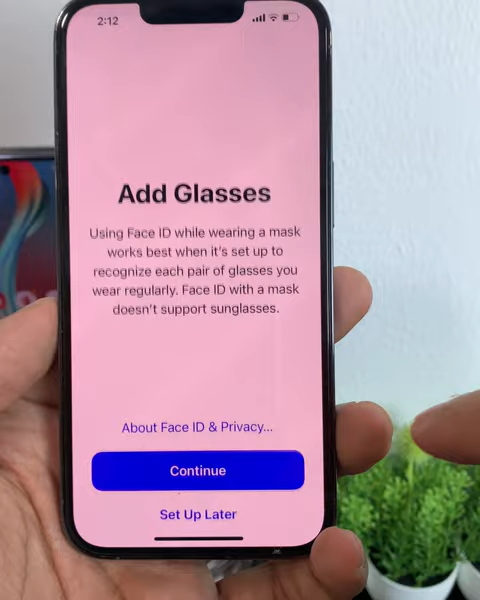 2:12
Add Glasses
Using Face ID while wearing a mask
works best when it's set up to
recognize each pair of glasses you
wear regularly. Face ID with a mask
doesn't support sunglasses.
About Face ID & Privacy...
Continue
Set Up Later